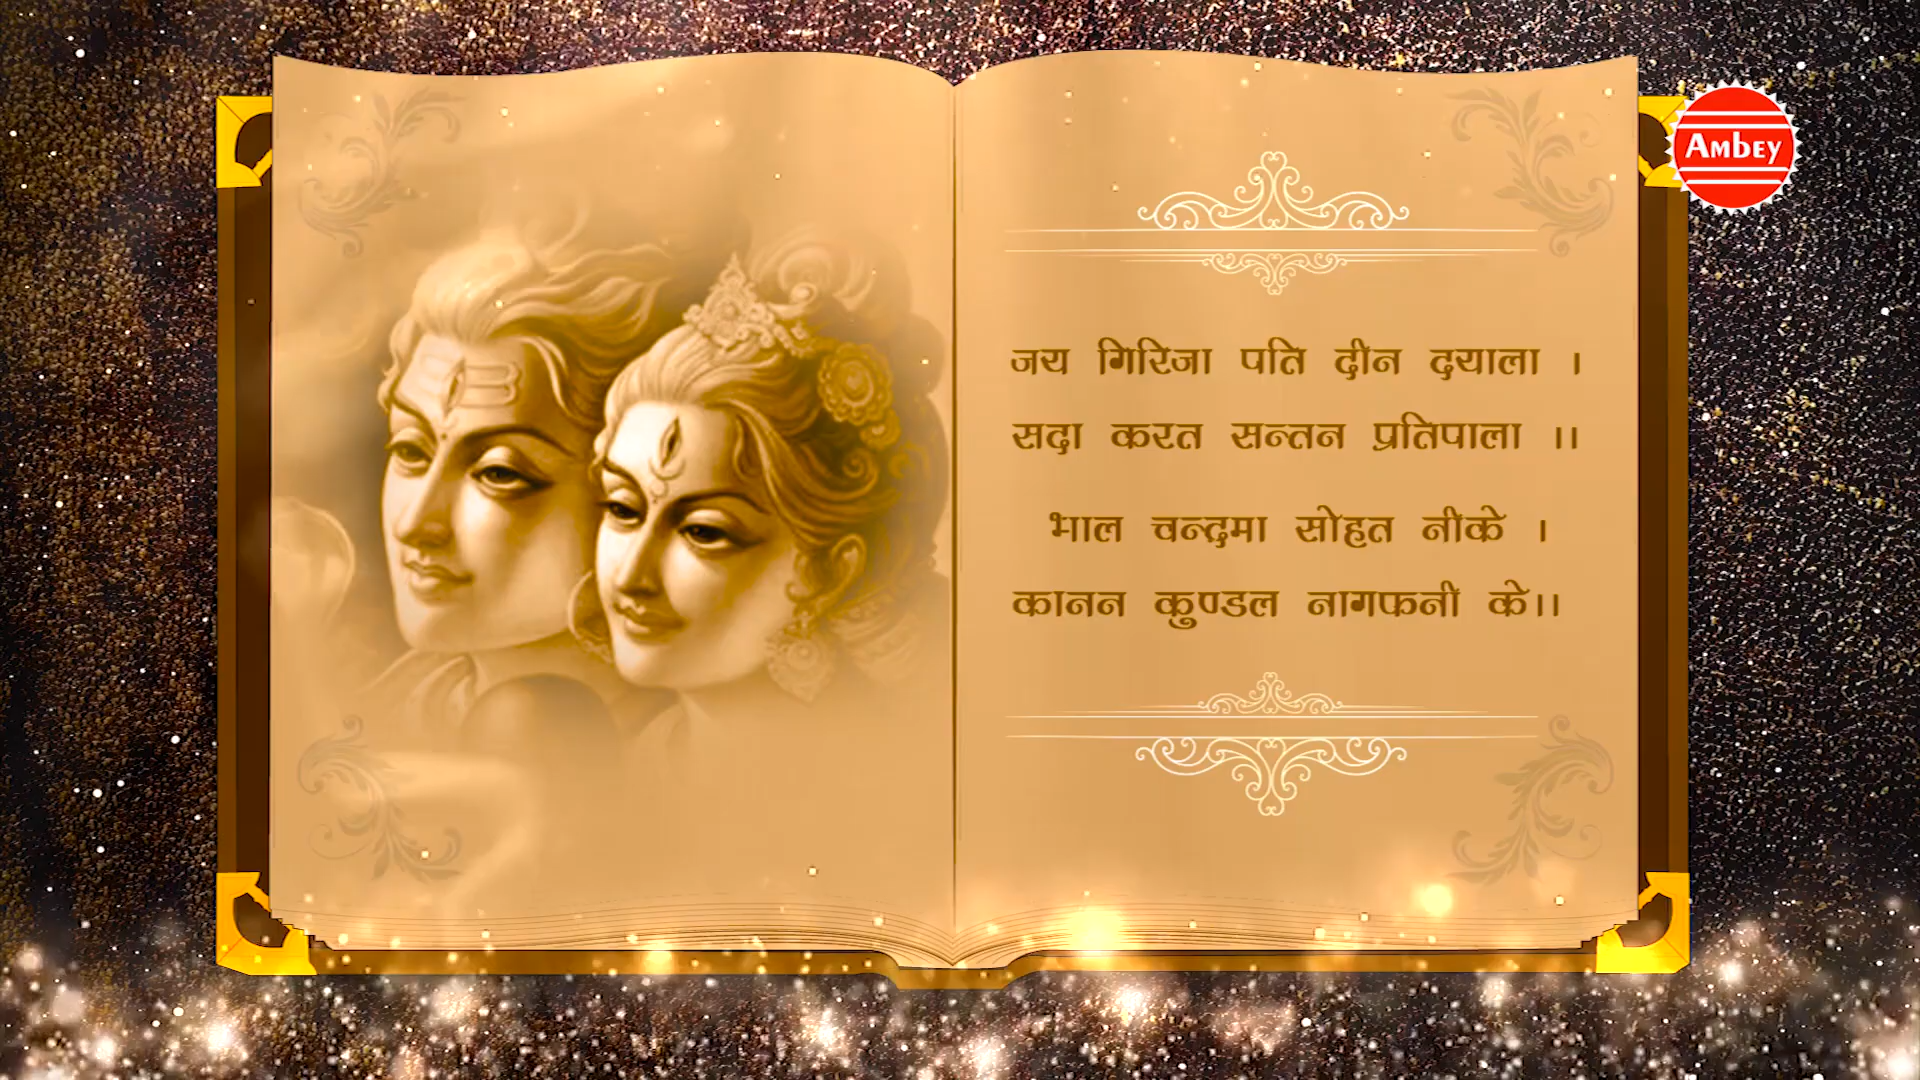 AMBEY
जय गिरिजा पति दीन दयाला ।
सदा करत सन्तन प्रतिपाला ।।
भाल चन्द्रमा सोहत नीके ।
कानन कुण्डल नागफनी के।।